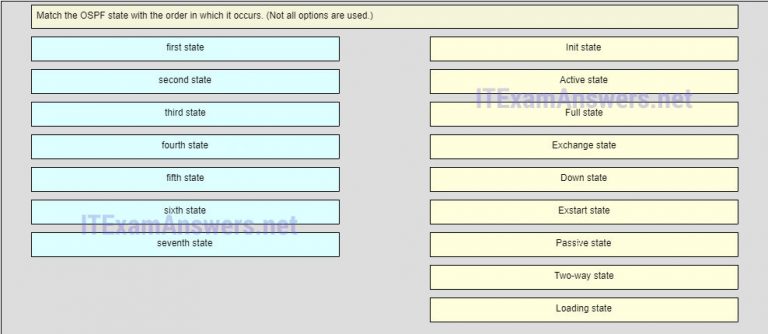 Match the OSPF state with the order in which it occurs. (Not all options are used.)
first state
second state
third state
fourth state
fifth state
sixth state
seventh state
Init state
Active state
Full state
Exchange state
Down state
Exstart state
Passive state
Two-way state
Loading state
ITExamAnswers.net
ITExamAnswers.net